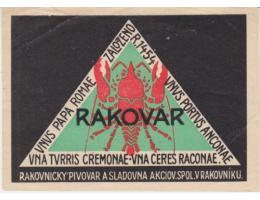 VNVS PAPA ROMAE
ZALOŽENO R. 1454.
VNVS PORTVS ANCONAE
RAKOVAR
VNA TVRRIS CREMONAE·VNA CERES RACONAE.
RAKOVNICKÝ PIVOVAR A SLADOVNA AKCIOV. SPOL. V RAKOVNÍKU.